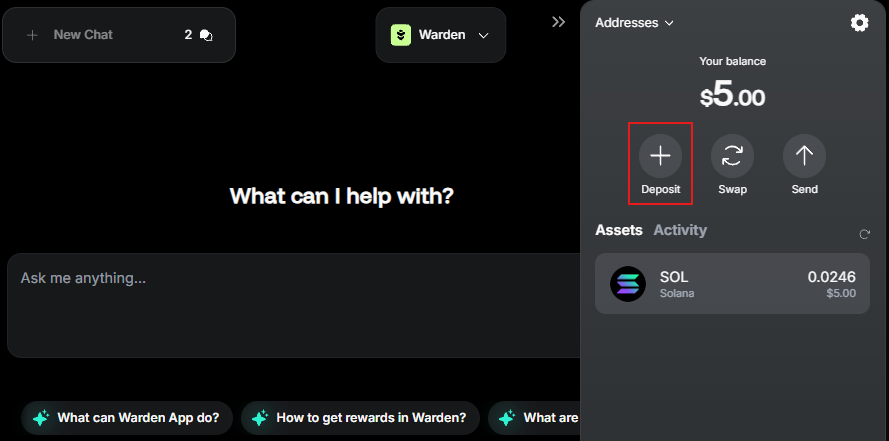 New Chat
2
Warden
What can I help with?
Ask me anything...
What can Warden App do?
How to get rewards in Warden?
What are
Addresses
Your balance
$5.00
Deposit
Swap
Send
Assets
Activity
SOL
0.0246
Solana
$5.00